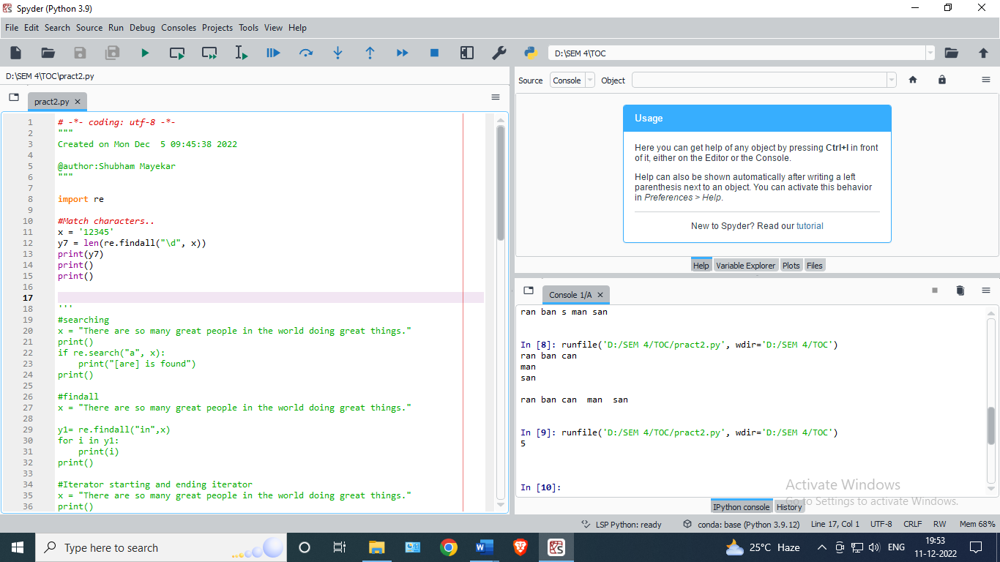 Spyder (Python 3.9)
File Edit Search Source Run Debug Consoles Projects Tools View Help
D:\SEM 4\TOC
D:\SEM 4\TOC\pract2.py
pract2.py
1 # -*- coding: utf-8 -*-
2 """
3 Created on Mon Dec  5 09:45:38 2022
4
5 @author:Shubham Mayekar
6 """
7
8 import re
9
10 #Match characters..
11 x = '12345'
12 y7 = len(re.findall("\d", x))
13 print(y7)
14 print()
15 print()
16
17
18 '''
19 #searching
20 x = "There are so many great people in the world doing great things."
21 print()
22 if re.search("a", x):
23     print("[are] is found")
24 print()
25
26 #findall
27 x = "There are so many great people in the world doing great things."
28
29 y1= re.findall("in",x)
30 for i in y1:
31     print(i)
32 print()
33
34 #Iterator starting and ending iterator
35 x = "There are so many great people in the world doing great things."
36 print()
Source Console Object
Usage
Here you can get help of any object by pressing Ctrl+I in front
of it, either on the Editor or the Console.
Help can also be shown automatically after writing a left
parenthesis next to an object. You can activate this behavior
in Preferences > Help.
New to Spyder? Read our tutorial
Help Variable Explorer Plots Files
Console 1/A
ran ban s man san
In [8]: runfile('D:/SEM 4/TOC/pract2.py', wdir='D:/SEM 4/TOC')
ran ban can
man
san
ran ban can  man  san
In [9]: runfile('D:/SEM 4/TOC/pract2.py', wdir='D:/SEM 4/TOC')
5
In [10]:
Activate Windows
Go to Settings to activate Windows.
IPython console History
LSP Python: ready conda: base (Python 3.9.12) Line 17, Col 1 UTF-8 CRLF RW Mem 68%
Type here to search
25°C Haze
ENG
19:53
11-12-2022